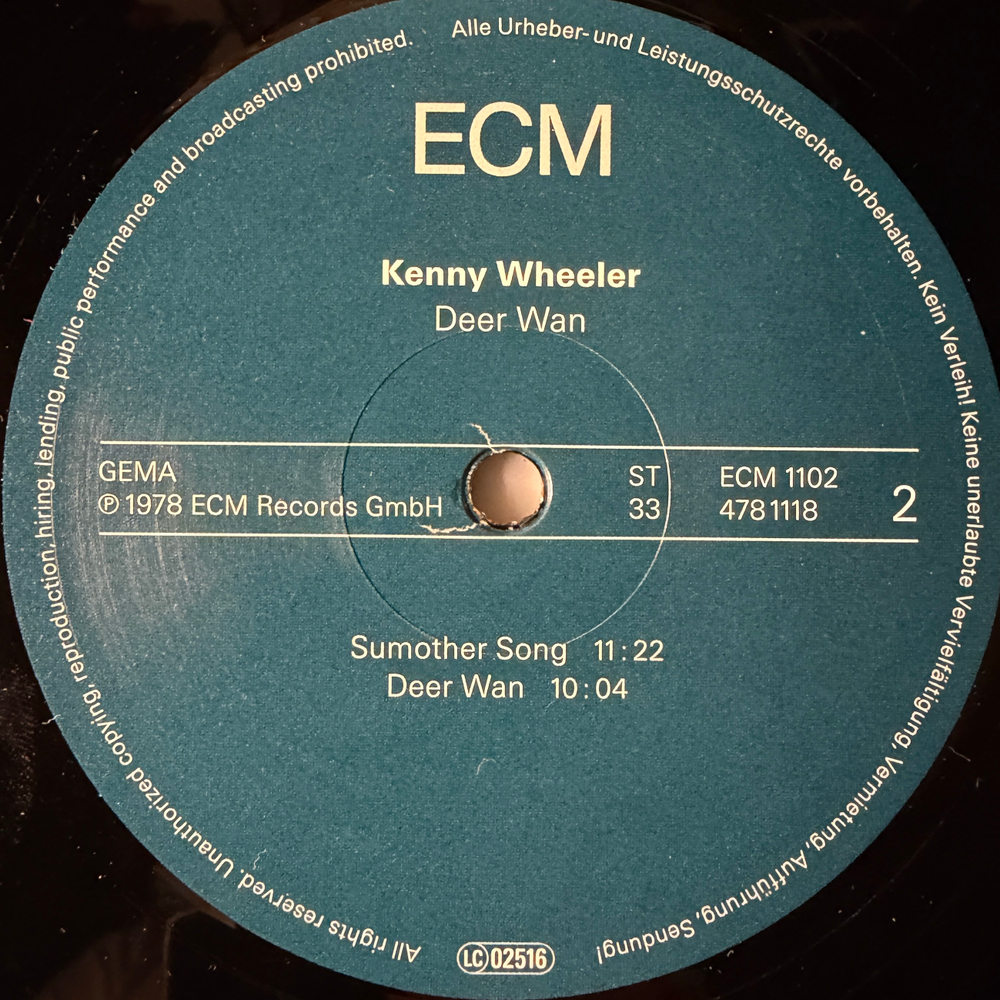 ECM
Kenny Wheeler
Deer Wan
GEMA
℗ 1978 ECM Records GmbH
ST
33
ECM 1102
478 1118
2
Sumother Song 11:22
Deer Wan 10:04
Alle Urheber- und Leistungsschutzrechte vorbehalten. Kein Verleih! Keine unerlaubte Vervielfältigung, Vermietung, Aufführung, Sendung!
LC 02516
All rights reserved. Unauthorized copying, reproduction, hiring, lending, public performance and broadcasting prohibited.